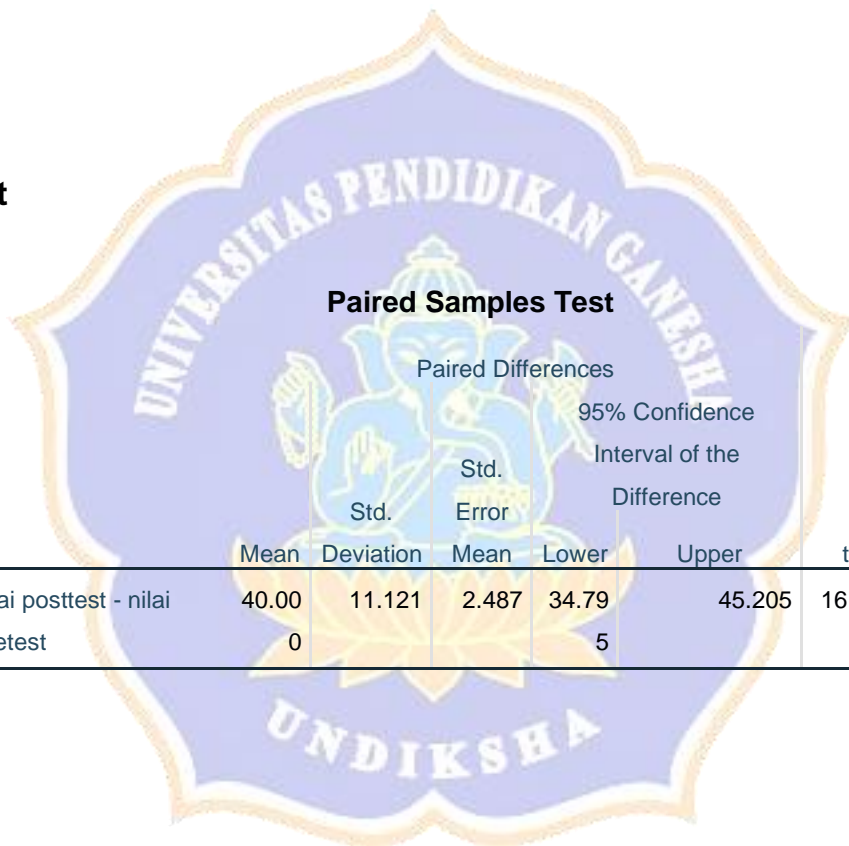 t
UNIVERSITAS PENDIDIKAN GANESHA
Paired Samples Test
Paired Differences
95% Confidence
Interval of the
Difference
Std.
Error
Std.
Mean Deviation Mean Lower Upper t
ai posttest - nilai 40.00 11.121 2.487 34.79 45.205 16
etest 0 5
UNDIKSHA